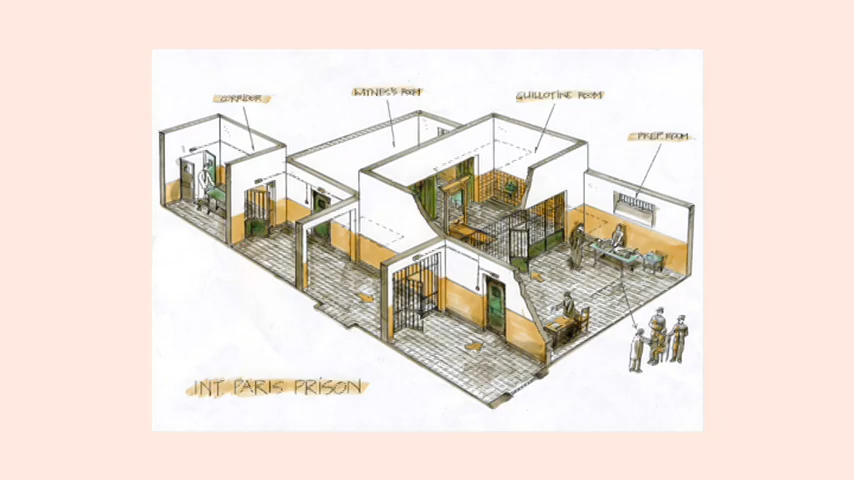 CORRIDOR
WITNESS'S ROOM
GUILLOTINE ROOM
PREP. ROOM
INT PARIS PRISON